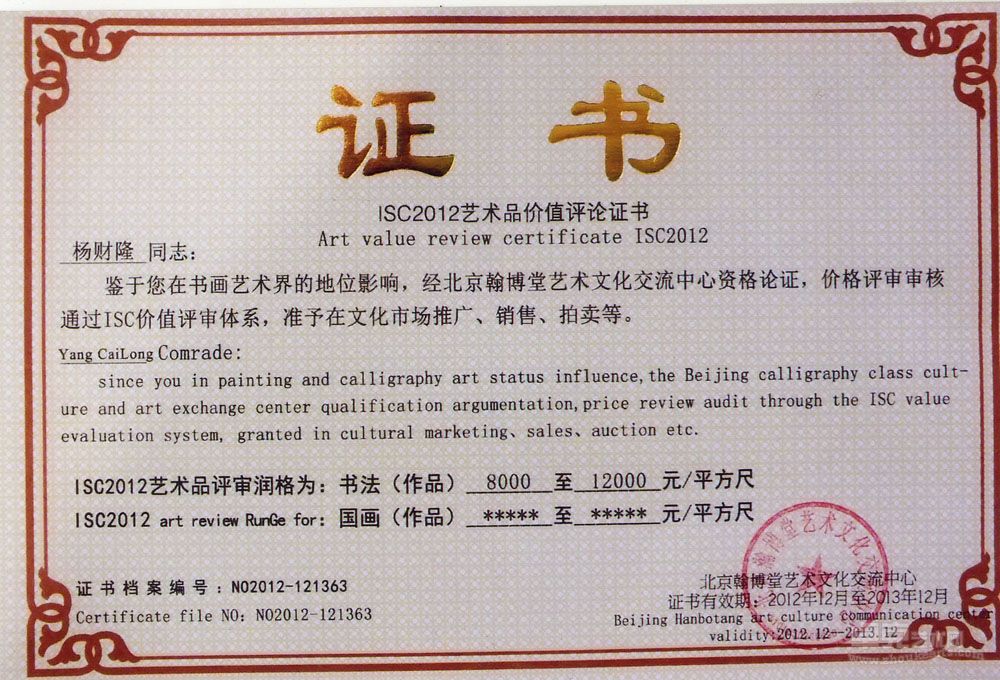 证书
ISC2012艺术品价值评论证书
Art value review certificate ISC2012
杨财隆 同志：
鉴于您在书画艺术界的地位影响，经北京翰博堂艺术文化交流中心资格论证，价格评审审核
通过ISC价值评审体系，准予在文化市场推广、销售、拍卖等。
Yang CaiLong Comrade:
since you in painting and calligraphy art status influence,the Beijing calligraphy class cult-
ure and art exchange center qualification argumentation,price review audit through the ISC value
evaluation system, granted in cultural marketing、sales、auction etc.
ISC2012艺术品评审润格为：书法（作品） 8000 至 12000 元/平方尺
ISC2012 art review RunGe for: 国画（作品） ***** 至 ***** 元/平方尺
证书档案编号：NO2012-121363
Certificate file NO: NO2012-121363
北京翰博堂艺术文化交流中心
证书有效期：2012年12月至2013年12月
Beijing Hanbotang art culture communication center
validity:2012.12--2013.12
翰博堂艺术文化交